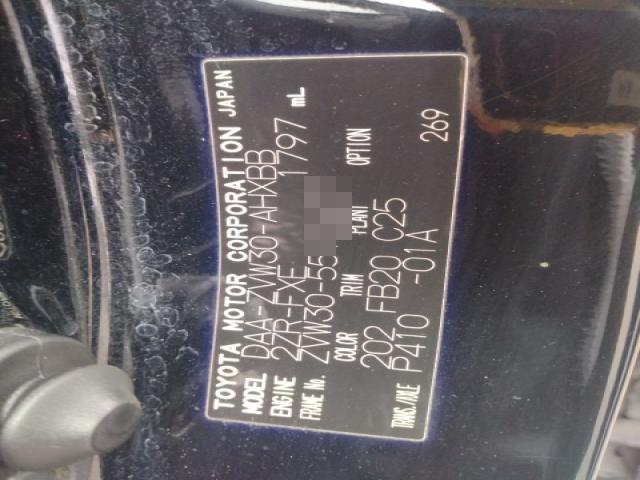 TOYOTA MOTOR CORPORATION JAPAN
MODEL DAA-ZVW30-AHXBB
ENGINE 2ZR-FXE 1797 mL
FRAME No. ZVW30-55
COLOR TRIM PLANT OPTION
202 FB20 C25
TRANS./AXLE P410 -01A 269